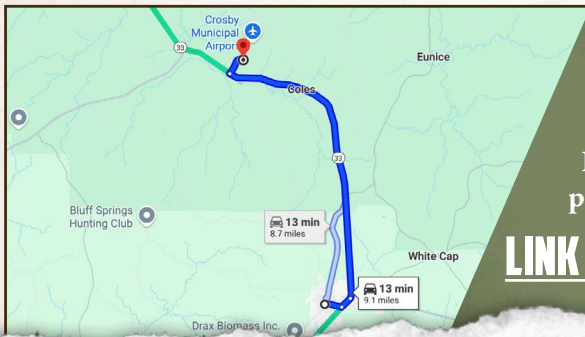 Crosby
Municipal
Airport
33
Eunice
Coles
33
Bluff Springs
Hunting Club
13 min
8.7 miles
White Cap
13 min
9.1 miles
Drax Biomass Inc.
p
LINK